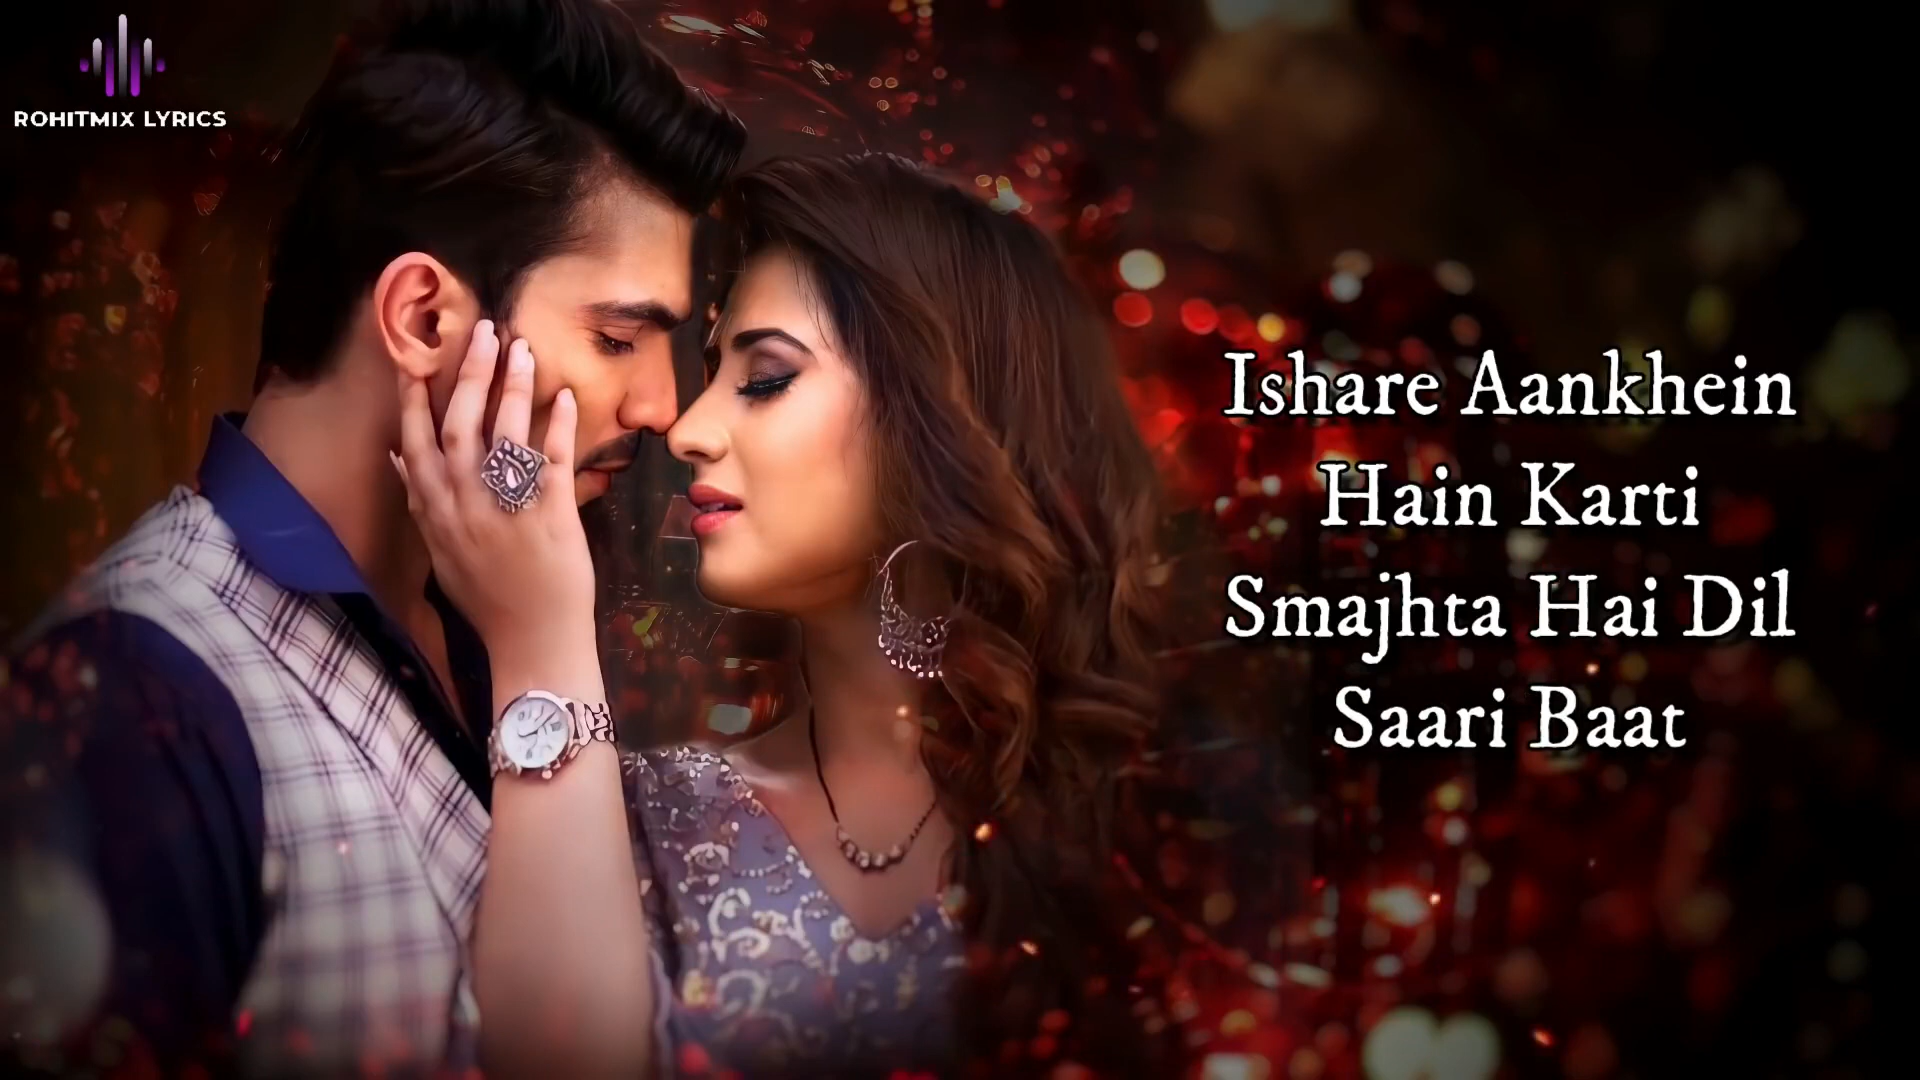 ROHITMIX LYRICS
Ishare Aankhein
Hain Karti
Smajhta Hai Dil
Saari Baat